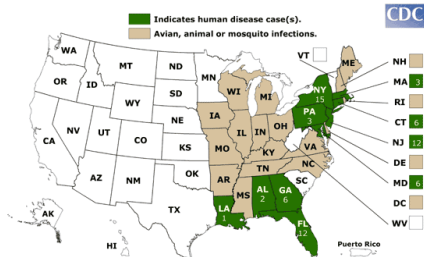 Indicates human disease case(s).
Avian, animal or mosquito infections.
CDC
WA
MT
ND
MN
VT
ME
NH
OR
ID
SD
WI
MI
NY
15
MA 3
WY
RI
NE
IA
PA
3
CT 6
NV
UT
CO
IL
IN
OH
NJ 12
CA
KS
MO
KY
VA
DE
MD 6
AZ
NM
OK
AR
TN
NC
DC
TX
MS
AL
2
GA
6
SC
WV
LA
1
FL
12
AK
HI
Puerto Rico